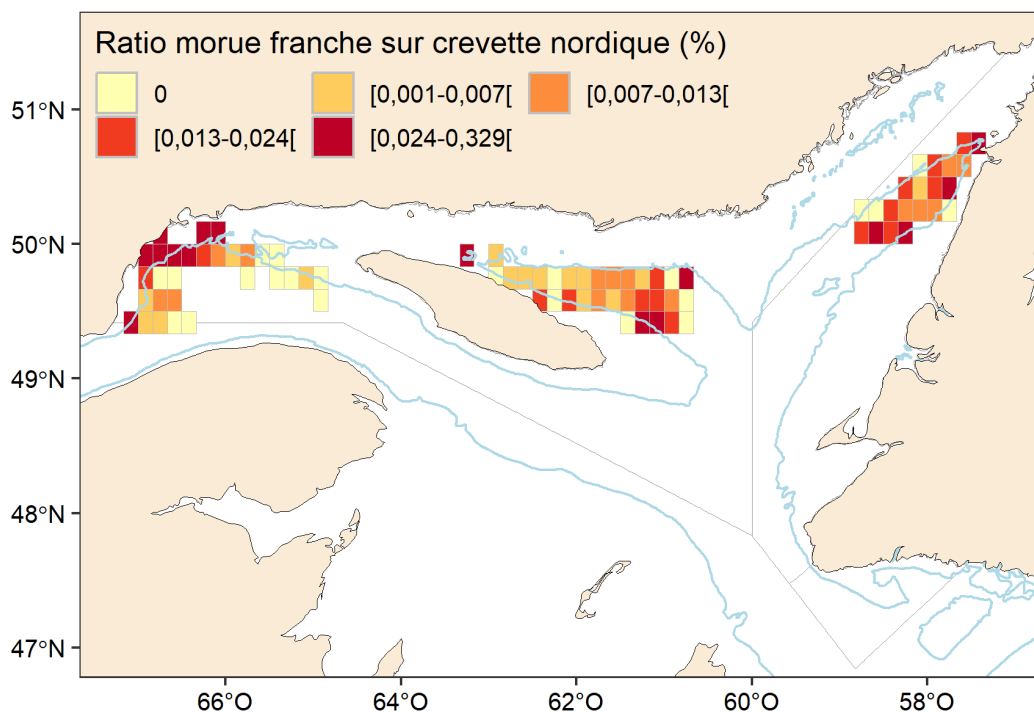 Ratio morue franche sur crevette nordique (%)
0 [0,001-0,007[ [0,007-0,013[
[0,013-0,024[ [0,024-0,329[
51°N
50°N
49°N
48°N
47°N
66°O 64°O 62°O 60°O 58°O